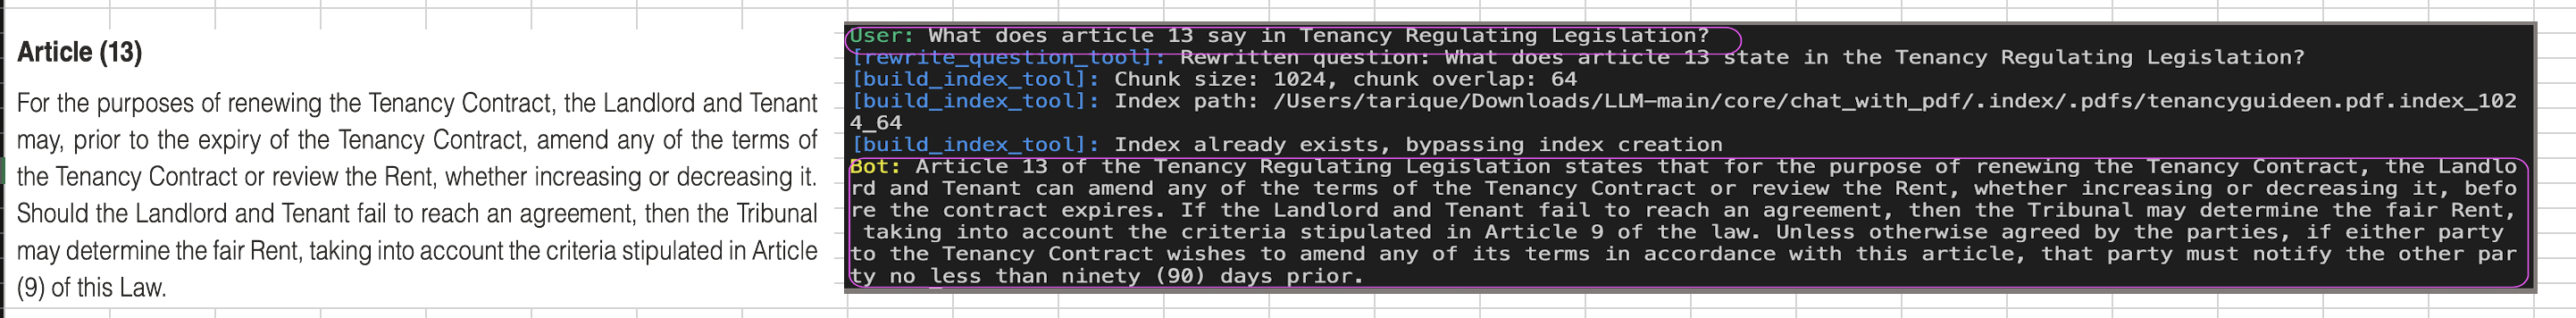 Article (13)
For the purposes of renewing the Tenancy Contract, the Landlord and Tenant
may, prior to the expiry of the Tenancy Contract, amend any of the terms of
the Tenancy Contract or review the Rent, whether increasing or decreasing it.
Should the Landlord and Tenant fail to reach an agreement, then the Tribunal
may determine the fair Rent, taking into account the criteria stipulated in Article
(9) of this Law.
User: What does article 13 say in Tenancy Regulating Legislation?
[rewrite_question_tool]: Rewritten question: What does article 13 state in the Tenancy Regulating Legislation?
[build_index_tool]: Chunk size: 1024, chunk overlap: 64
[build_index_tool]: Index path: /Users/tarique/Downloads/LLM-main/core/chat_with_pdf/.index/.pdfs/tenancyguideen.pdf.index_102
4_64
[build_index_tool]: Index already exists, bypassing index creation
Bot: Article 13 of the Tenancy Regulating Legislation states that for the purpose of renewing the Tenancy Contract, the Landlo
rd and Tenant can amend any of the terms of the Tenancy Contract or review the Rent, whether increasing or decreasing it, befo
re the contract expires. If the Landlord and Tenant fail to reach an agreement, then the Tribunal may determine the fair Rent,
taking into account the criteria stipulated in Article 9 of the law. Unless otherwise agreed by the parties, if either party
to the Tenancy Contract wishes to amend any of its terms in accordance with this article, that party must notify the other par
ty no less than ninety (90) days prior.